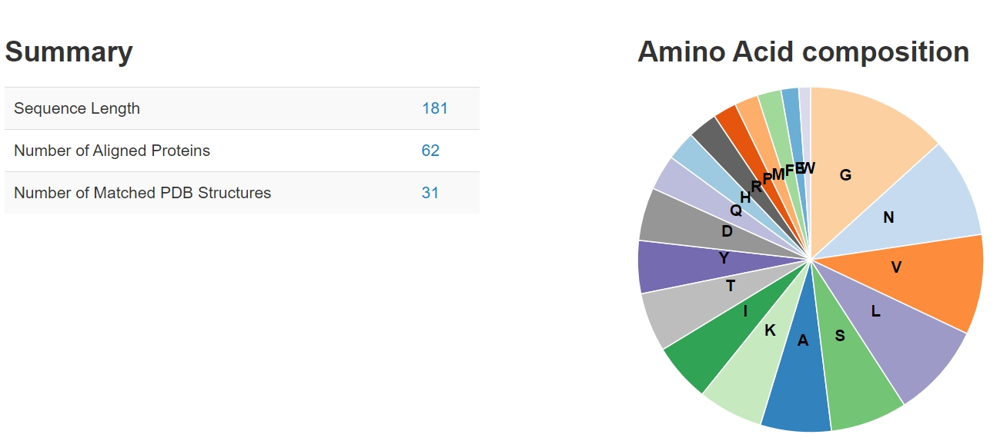 Summary
Sequence Length 181
Number of Aligned Proteins 62
Number of Matched PDB Structures 31
Amino Acid composition
G
N
V
L
S
A
K
I
T
Y
D
Q
H
R
P
M
F
E
W